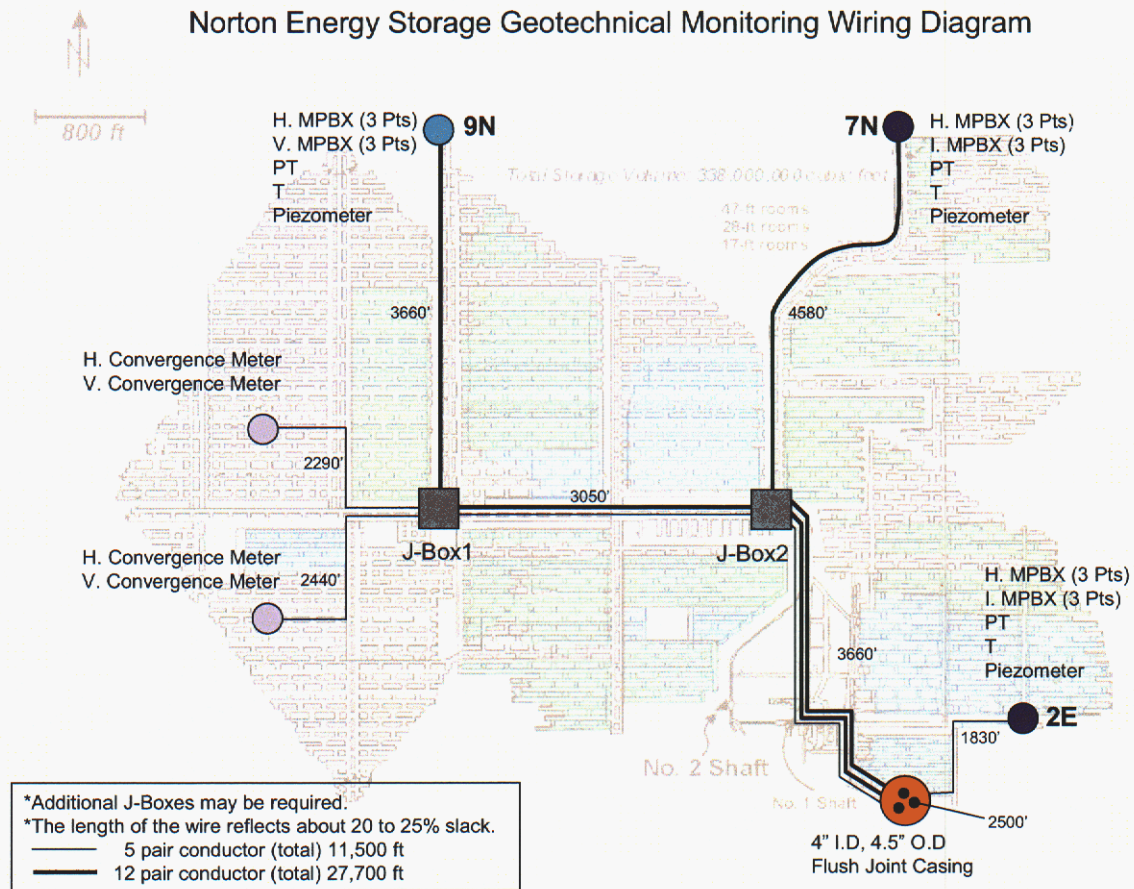 Norton Energy Storage Geotechnical Monitoring Wiring Diagram
N
800 ft
H. MPBX (3 Pts)
V. MPBX (3 Pts)
PT
T
Piezometer
9N
7N
H. MPBX (3 Pts)
I. MPBX (3 Pts)
PT
T
Piezometer
Total Storage Volume: 338,000,000 cubic feet
47-ft rooms
28-ft rooms
17-ft rooms
3660'
4580'
H. Convergence Meter
V. Convergence Meter
2290'
3050'
J-Box1
J-Box2
H. Convergence Meter
V. Convergence Meter
2440'
H. MPBX (3 Pts)
I. MPBX (3 Pts)
PT
T
Piezometer
3660'
2E
1830'
No. 2 Shaft
No. 1 Shaft
2500'
4” I.D, 4.5” O.D
Flush Joint Casing
*Additional J-Boxes may be required.
*The length of the wire reflects about 20 to 25% slack.
5 pair conductor (total) 11,500 ft
12 pair conductor (total) 27,700 ft